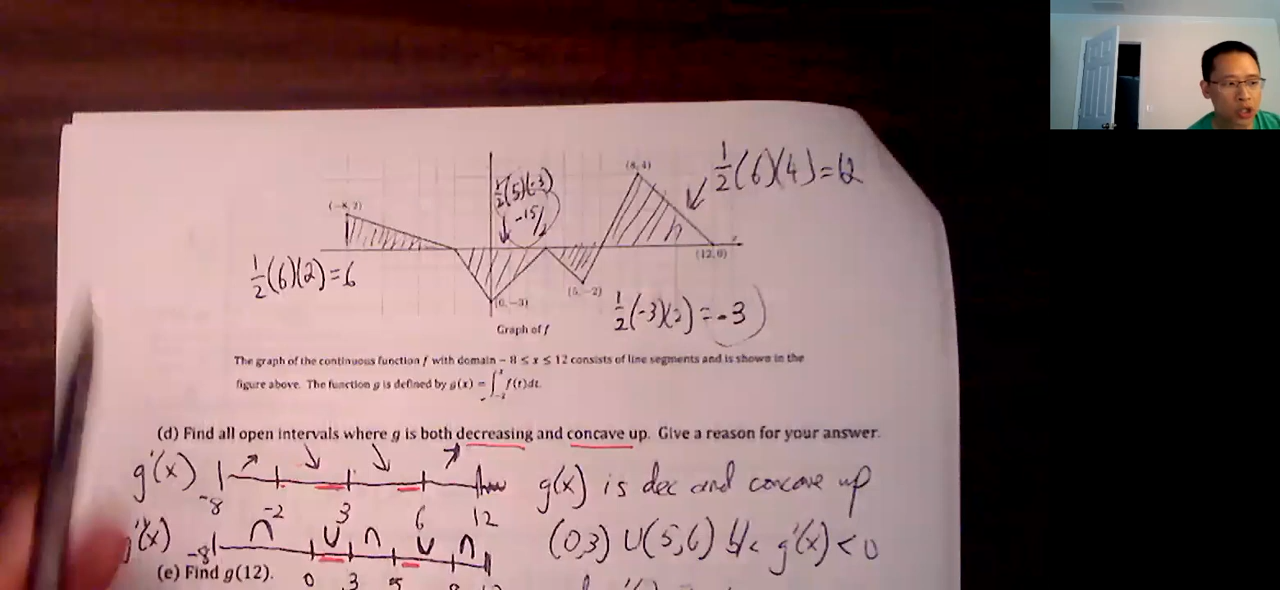 (8, 4)
½(6)(4)=12
½(5)(-3)
-15/2
(-8, 2)
x
(12, 0)
½(6)(2)=6
(0, -3)
(5, -2)
½(-3)(2)=-3
Graph of f
The graph of the continuous function f with domain − 8 ≤ x ≤ 12 consists of line segments and is shown in the
figure above. The function g is defined by g(x) = ∫₋₂ˣ f(t)dt.
(d) Find all open intervals where g is both decreasing and concave up. Give a reason for your answer.
g'(x)
-8 -2 3 6 12
g(x) is dec and concave up
(0,3) ∪ (5,6) b/c g'(x) < 0
-8
(e) Find g(12).
0 3 5 8 12